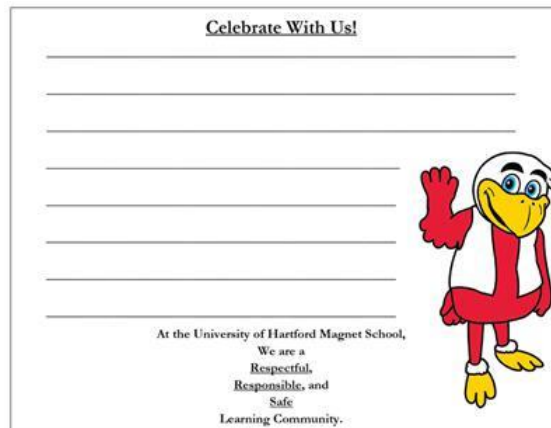 Celebrate With Us!
At the University of Hartford Magnet School,
We are a
Respectful,
Responsible, and
Safe
Learning Community.